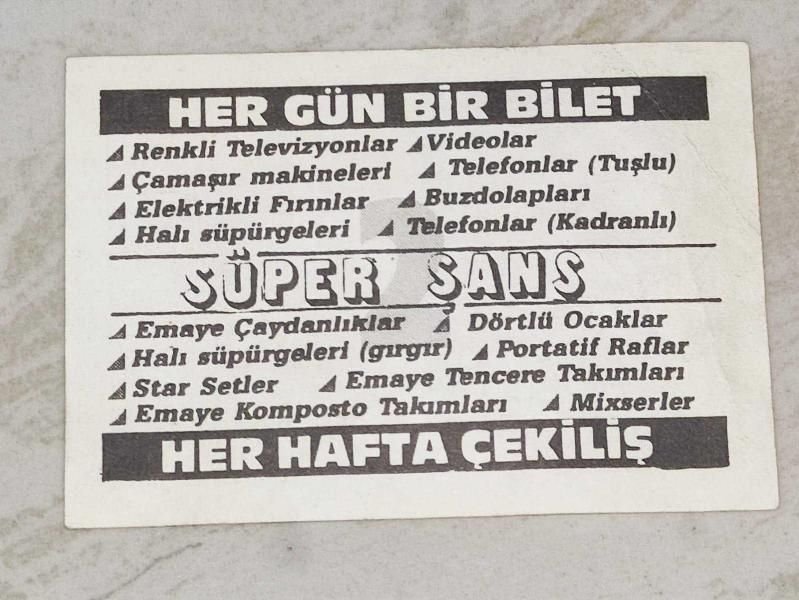 HER GÜN BİR BİLET
Renkli Televizyonlar Videolar
Çamaşır makineleri Telefonlar (Tuşlu)
Elektrikli Fırınlar Buzdolapları
Halı süpürgeleri Telefonlar (Kadranlı)
SÜPER ŞANS
Emaye Çaydanlıklar Dörtlü Ocaklar
Halı süpürgeleri (gırgır) Portatif Raflar
Star Setler Emaye Tencere Takımları
Emaye Komposto Takımları Mixserler
HER HAFTA ÇEKİLİŞ